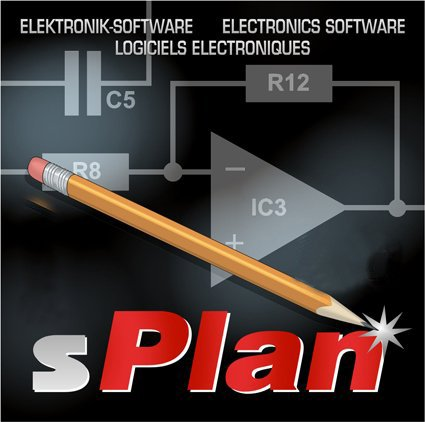 ELEKTRONIK-SOFTWARE ELECTRONICS SOFTWARE
LOGICIELS ELECTRONIQUES
R12
C5
R8
−
IC3
+
sPlan